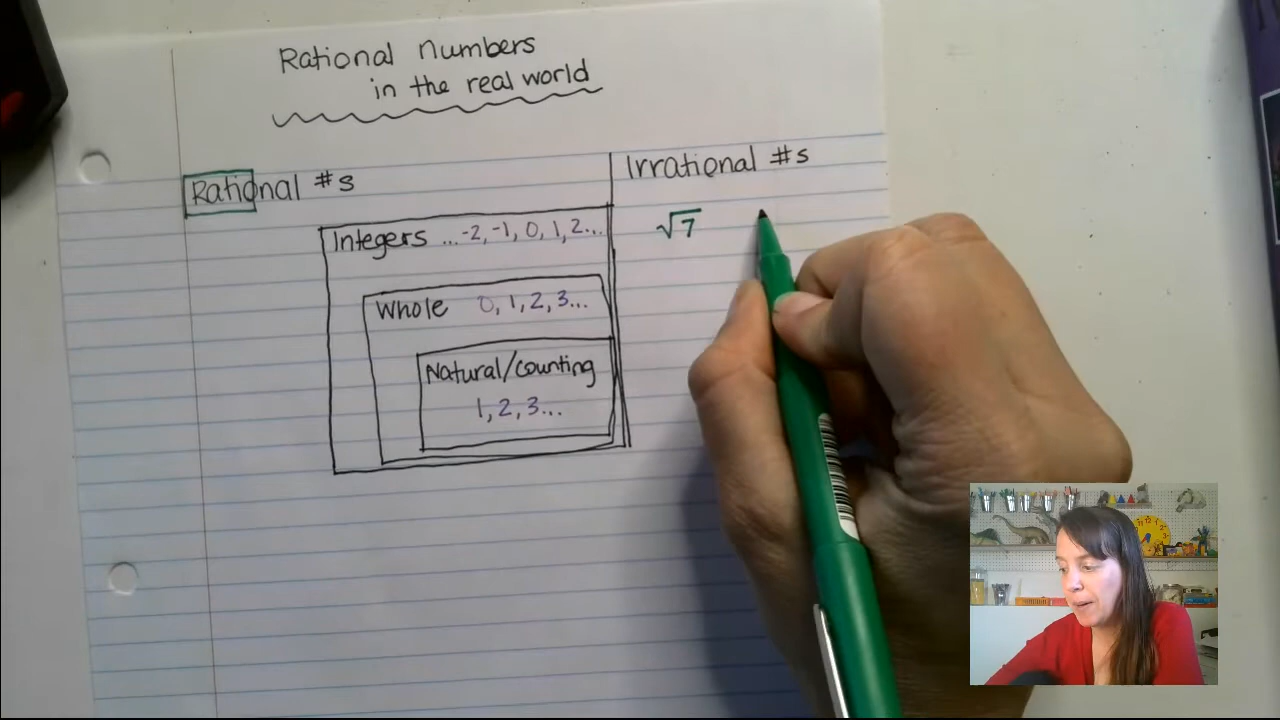 Rational numbers
in the real world
Rational #s
Irrational #s
Integers ...-2, -1, 0, 1, 2...
√7
Whole 0, 1, 2, 3...
Natural/counting
1, 2, 3...